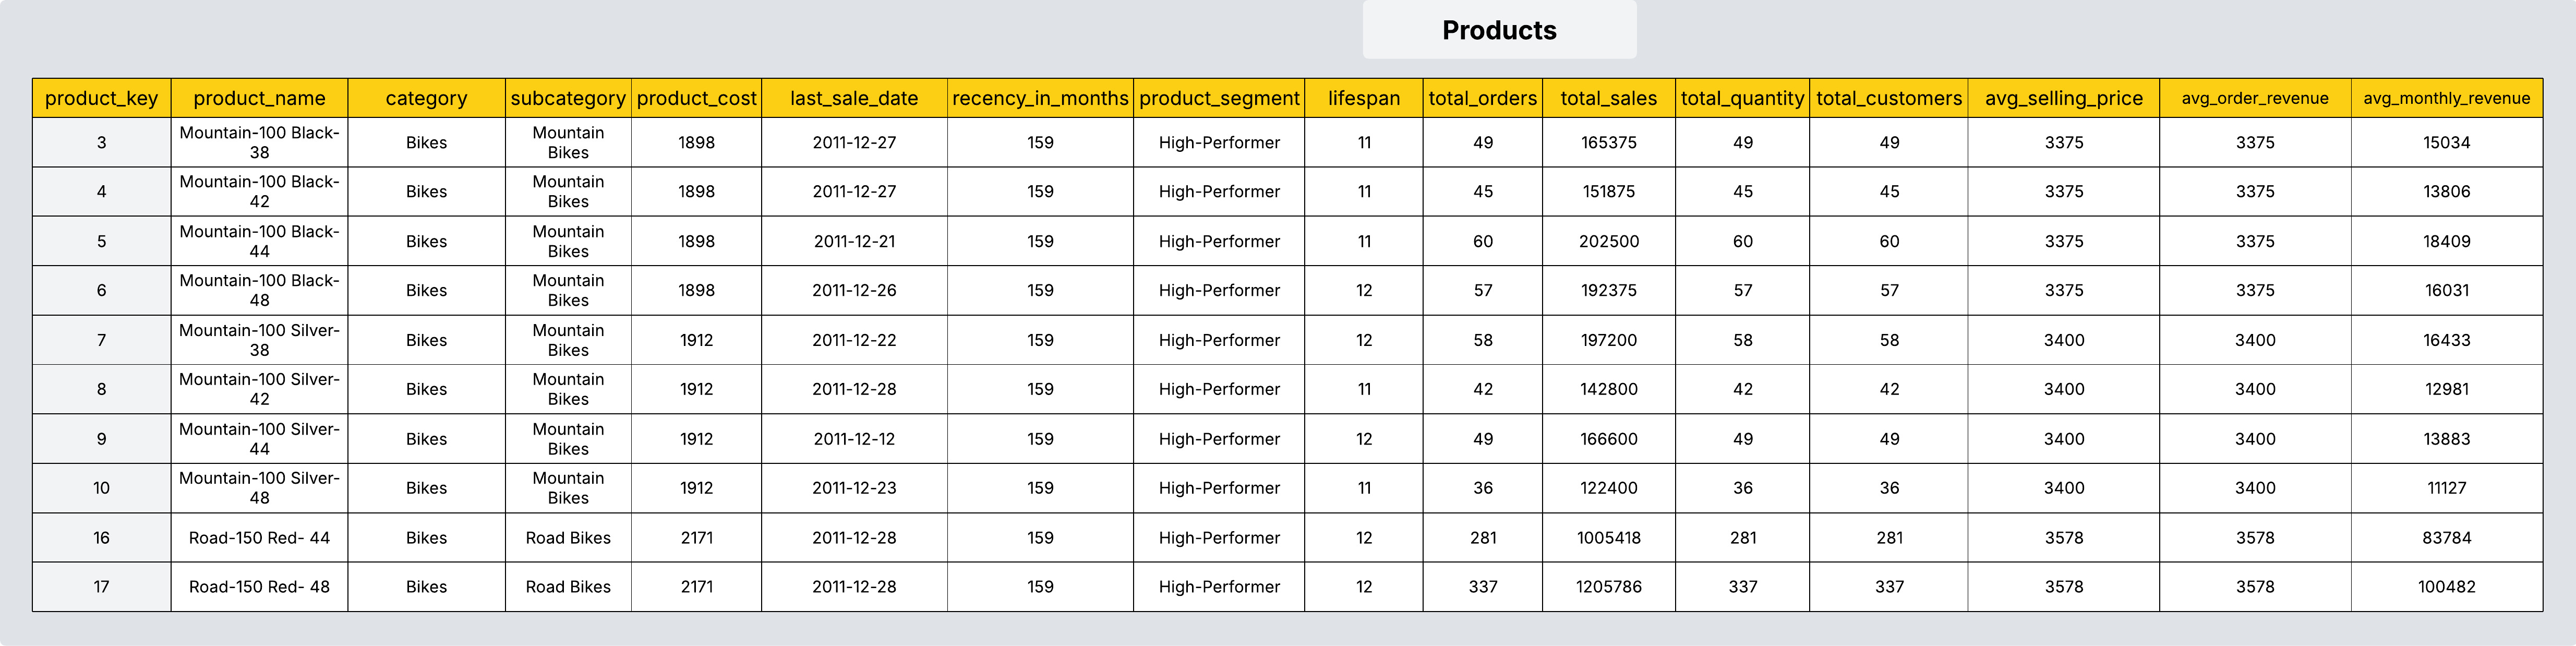 Products
product_key product_name category subcategory product_cost last_sale_date recency_in_months product_segment lifespan total_orders total_sales total_quantity total_customers avg_selling_price avg_order_revenue avg_monthly_revenue
3 Mountain-100 Black- 38 Bikes Mountain Bikes 1898 2011-12-27 159 High-Performer 11 49 165375 49 49 3375 3375 15034
4 Mountain-100 Black- 42 Bikes Mountain Bikes 1898 2011-12-27 159 High-Performer 11 45 151875 45 45 3375 3375 13806
5 Mountain-100 Black- 44 Bikes Mountain Bikes 1898 2011-12-21 159 High-Performer 11 60 202500 60 60 3375 3375 18409
6 Mountain-100 Black- 48 Bikes Mountain Bikes 1898 2011-12-26 159 High-Performer 12 57 192375 57 57 3375 3375 16031
7 Mountain-100 Silver- 38 Bikes Mountain Bikes 1912 2011-12-22 159 High-Performer 12 58 197200 58 58 3400 3400 16433
8 Mountain-100 Silver- 42 Bikes Mountain Bikes 1912 2011-12-28 159 High-Performer 11 42 142800 42 42 3400 3400 12981
9 Mountain-100 Silver- 44 Bikes Mountain Bikes 1912 2011-12-12 159 High-Performer 12 49 166600 49 49 3400 3400 13883
10 Mountain-100 Silver- 48 Bikes Mountain Bikes 1912 2011-12-23 159 High-Performer 11 36 122400 36 36 3400 3400 11127
16 Road-150 Red- 44 Bikes Road Bikes 2171 2011-12-28 159 High-Performer 12 281 1005418 281 281 3578 3578 83784
17 Road-150 Red- 48 Bikes Road Bikes 2171 2011-12-28 159 High-Performer 12 337 1205786 337 337 3578 3578 100482